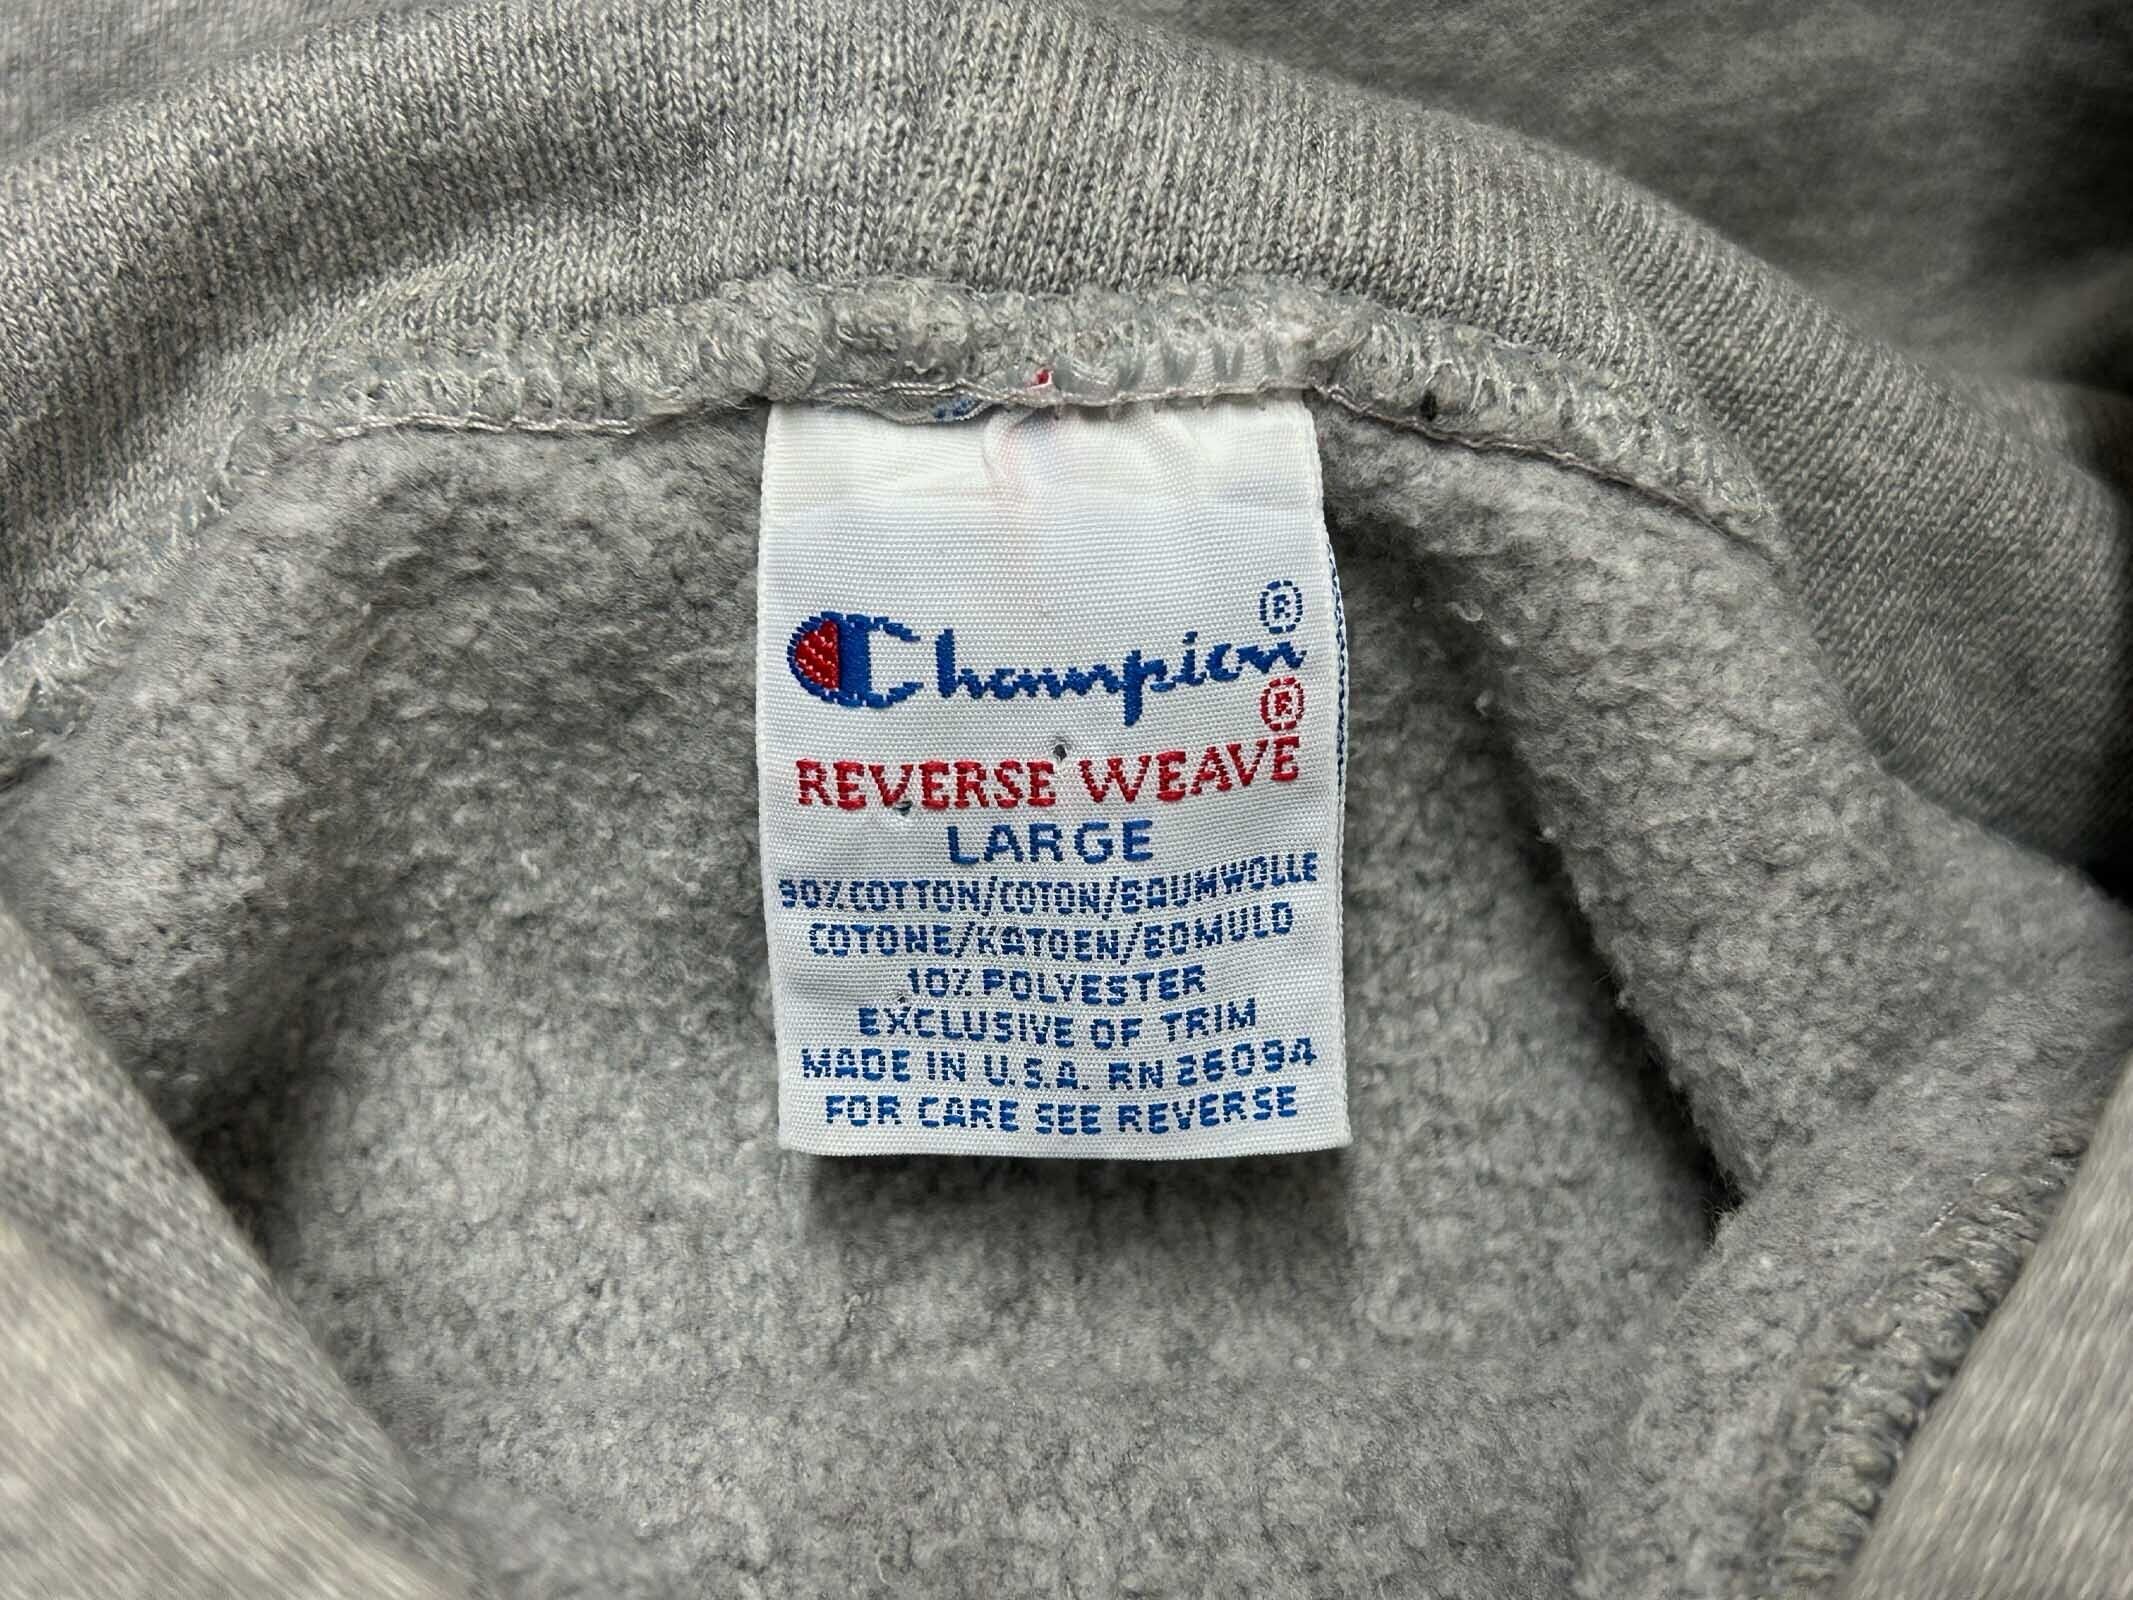 Champion®
REVERSE WEAVE®
LARGE
90% COTTON/COTON/BAUMWOLLE
COTONE/KATOEN/BOMULD
10% POLYESTER
EXCLUSIVE OF TRIM
MADE IN U.S.A. RN 26094
FOR CARE SEE REVERSE